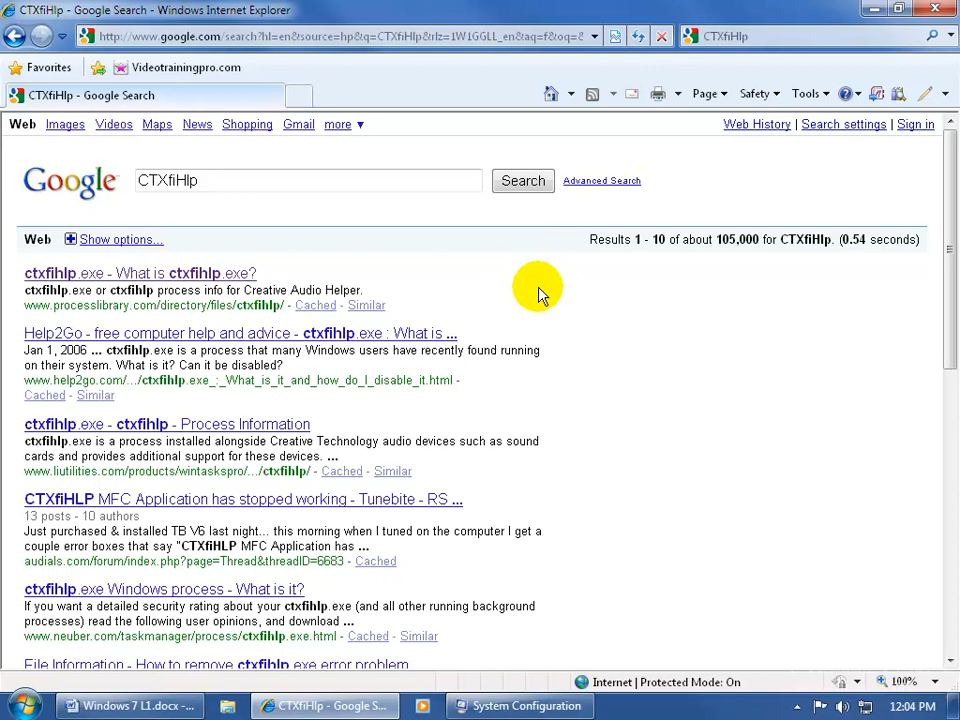 CTXfiHlp - Google Search - Windows Internet Explorer
http://www.google.com/search?hl=en&source=hp&q=CTXfiHlp&rlz=1W1GGLL_en&aq=f&oq=& CTXfiHlp
Favorites Videotrainingpro.com
CTXfiHlp - Google Search Page Safety Tools
Web Images Videos Maps News Shopping Gmail more ▼ Web History | Search settings | Sign in
Google CTXfiHlp Search Advanced Search
Web Show options... Results 1 - 10 of about 105,000 for CTXfiHlp. (0.54 seconds)
ctxfihlp.exe - What is ctxfihlp.exe?
ctxfihlp.exe or ctxfihlp process info for Creative Audio Helper.
www.processlibrary.com/directory/files/ctxfihlp/ - Cached - Similar
Help2Go - free computer help and advice - ctxfihlp.exe : What is ...
Jan 1, 2006 ... ctxfihlp.exe is a process that many Windows users have recently found running
on their system. What is it? Can it be disabled?
www.help2go.com/.../ctxfihlp.exe_:_What_is_it_and_how_do_I_disable_it.html -
Cached - Similar
ctxfihlp.exe - ctxfihlp - Process Information
ctxfihlp.exe is a process installed alongside Creative Technology audio devices such as sound
cards and provides additional support for these devices. ...
www.liutilities.com/products/wintaskspro/.../ctxfihlp/ - Cached - Similar
CTXfiHLP MFC Application has stopped working - Tunebite - RS ...
13 posts - 10 authors
Just purchased & installed TB V6 last night... this morning when I tuned on the computer I get a
couple error boxes that say "CTXfiHLP MFC Application has ...
audials.com/forum/index.php?page=Thread&threadID=6683 - Cached
ctxfihlp.exe Windows process - What is it?
If you want a detailed security rating about your ctxfihlp.exe (and all other running background
processes) read the following user opinions, and download ...
www.neuber.com/taskmanager/process/ctxfihlp.exe.html - Cached - Similar
File Information - How to remove ctxfihlp exe error problem
Internet | Protected Mode: On 100%
Windows 7 L1.docx -... CTXfiHlp - Google S... System Configuration 12:04 PM